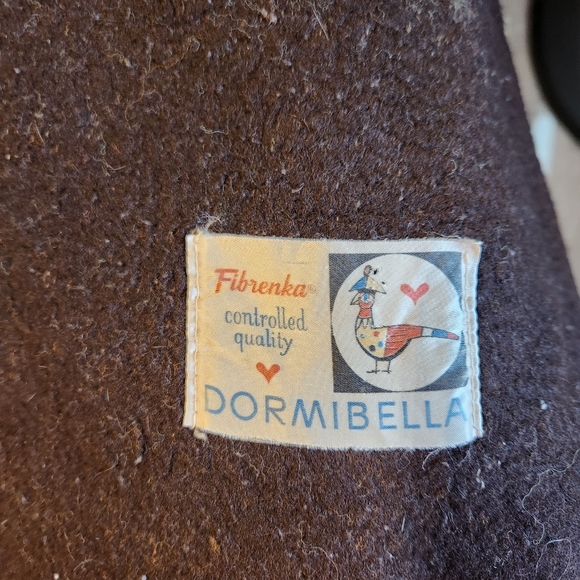 Fibrenka®
controlled
quality
DORMIBELLA